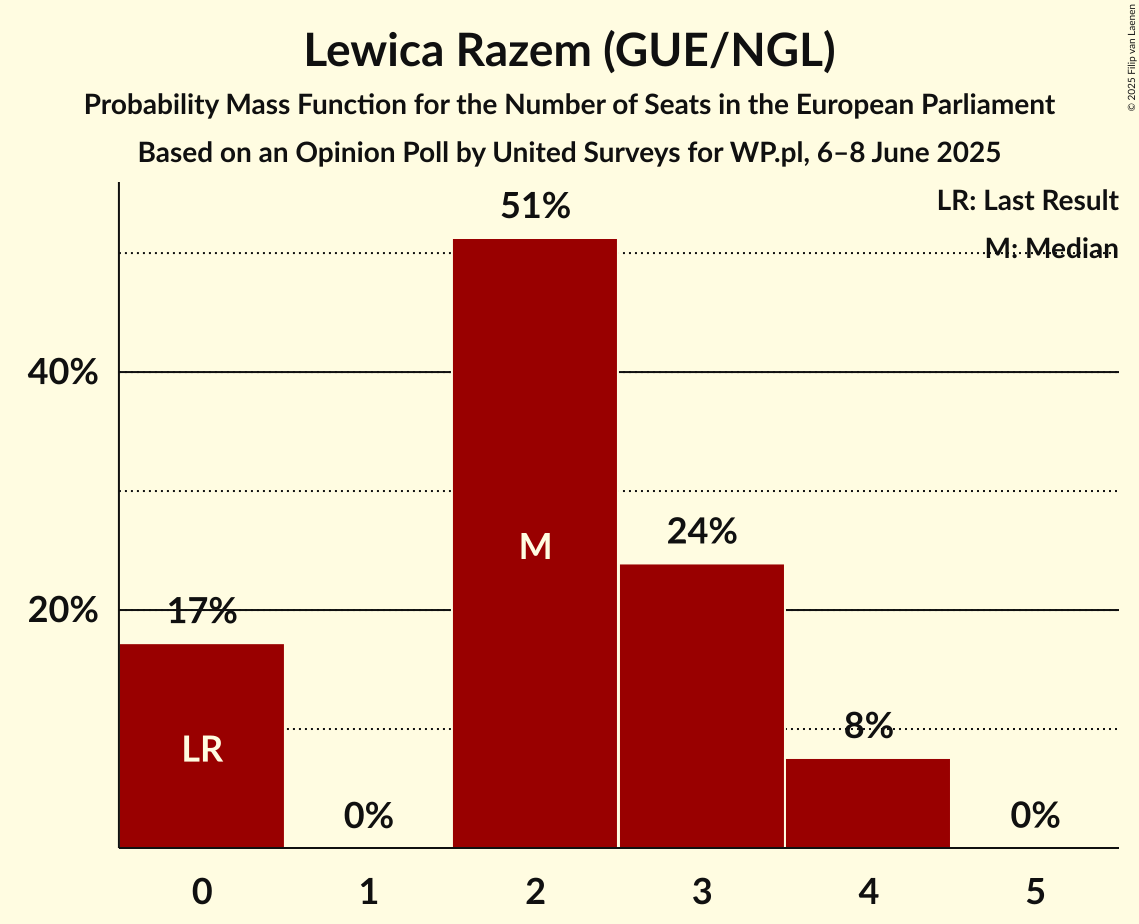 Lewica Razem (GUE/NGL)
Probability Mass Function for the Number of Seats in the European Parliament
Based on an Opinion Poll by United Surveys for WP.pl, 6–8 June 2025
© 2025 Filip van Laenen
LR: Last Result
M: Median
51%
40%
24%
M
20%
17%
8%
LR
0%
0%
0 1 2 3 4 5